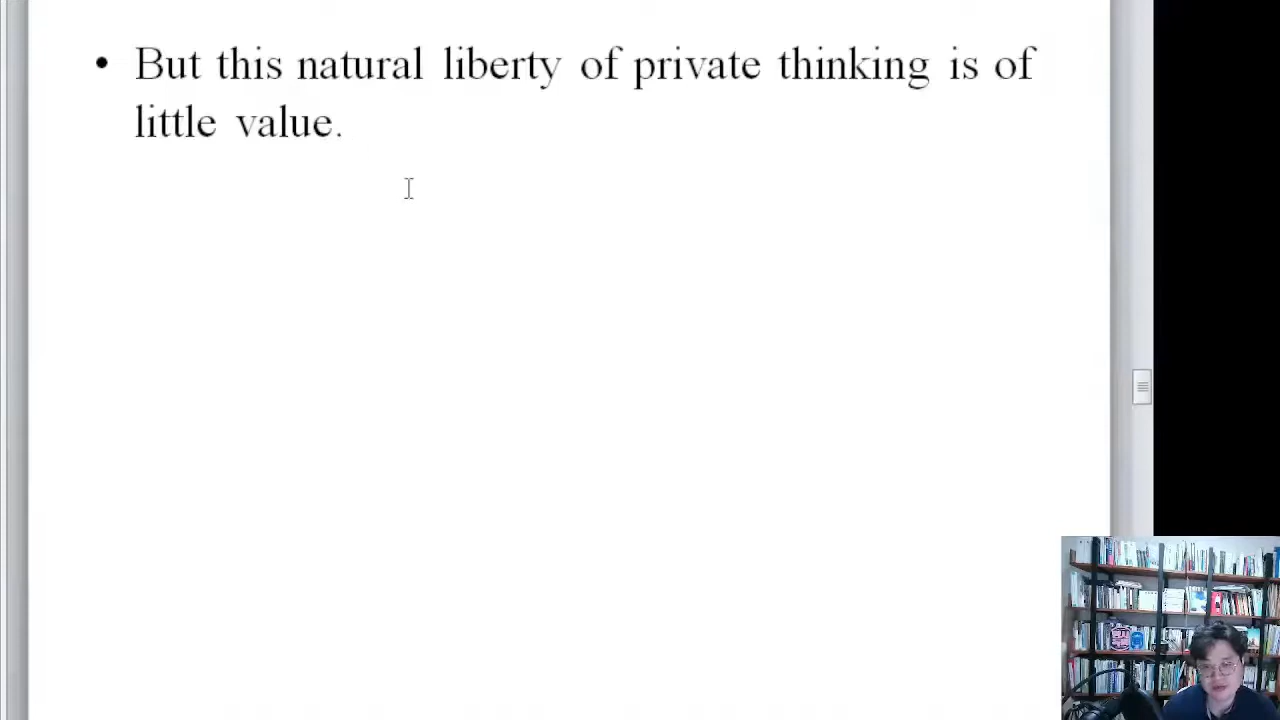 • But this natural liberty of private thinking is of
little value.